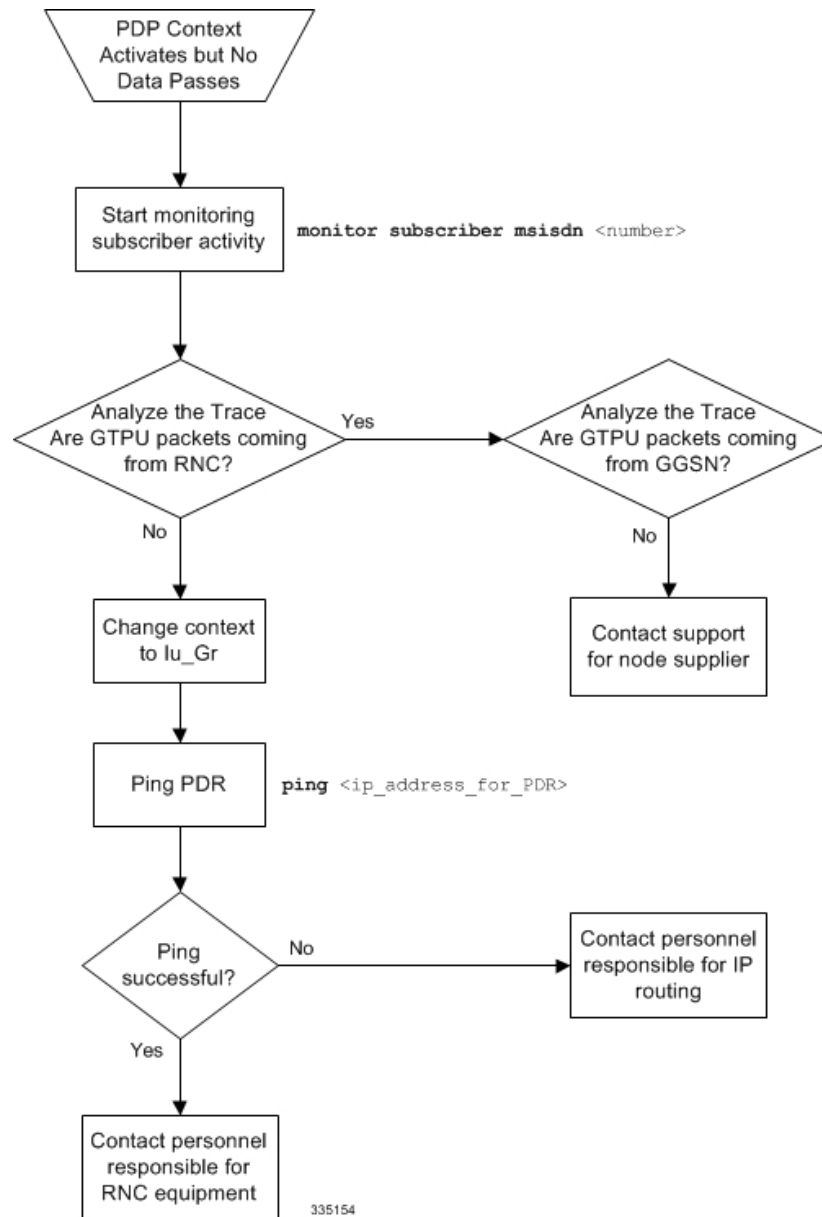 PDP Context
Activates but No
Data Passes
Start monitoring
subscriber activity
monitor subscriber msisdn <number>
Analyze the Trace
Are GTPU packets coming
from RNC?
Yes
Analyze the Trace
Are GTPU packets coming
from GGSN?
No
No
Change context
to Iu_Gr
Contact support
for node supplier
Ping PDR
ping <ip_address_for_PDR>
Ping
successful?
No
Contact personnel
responsible for IP
routing
Yes
Contact personnel
responsible for
RNC equipment
335154